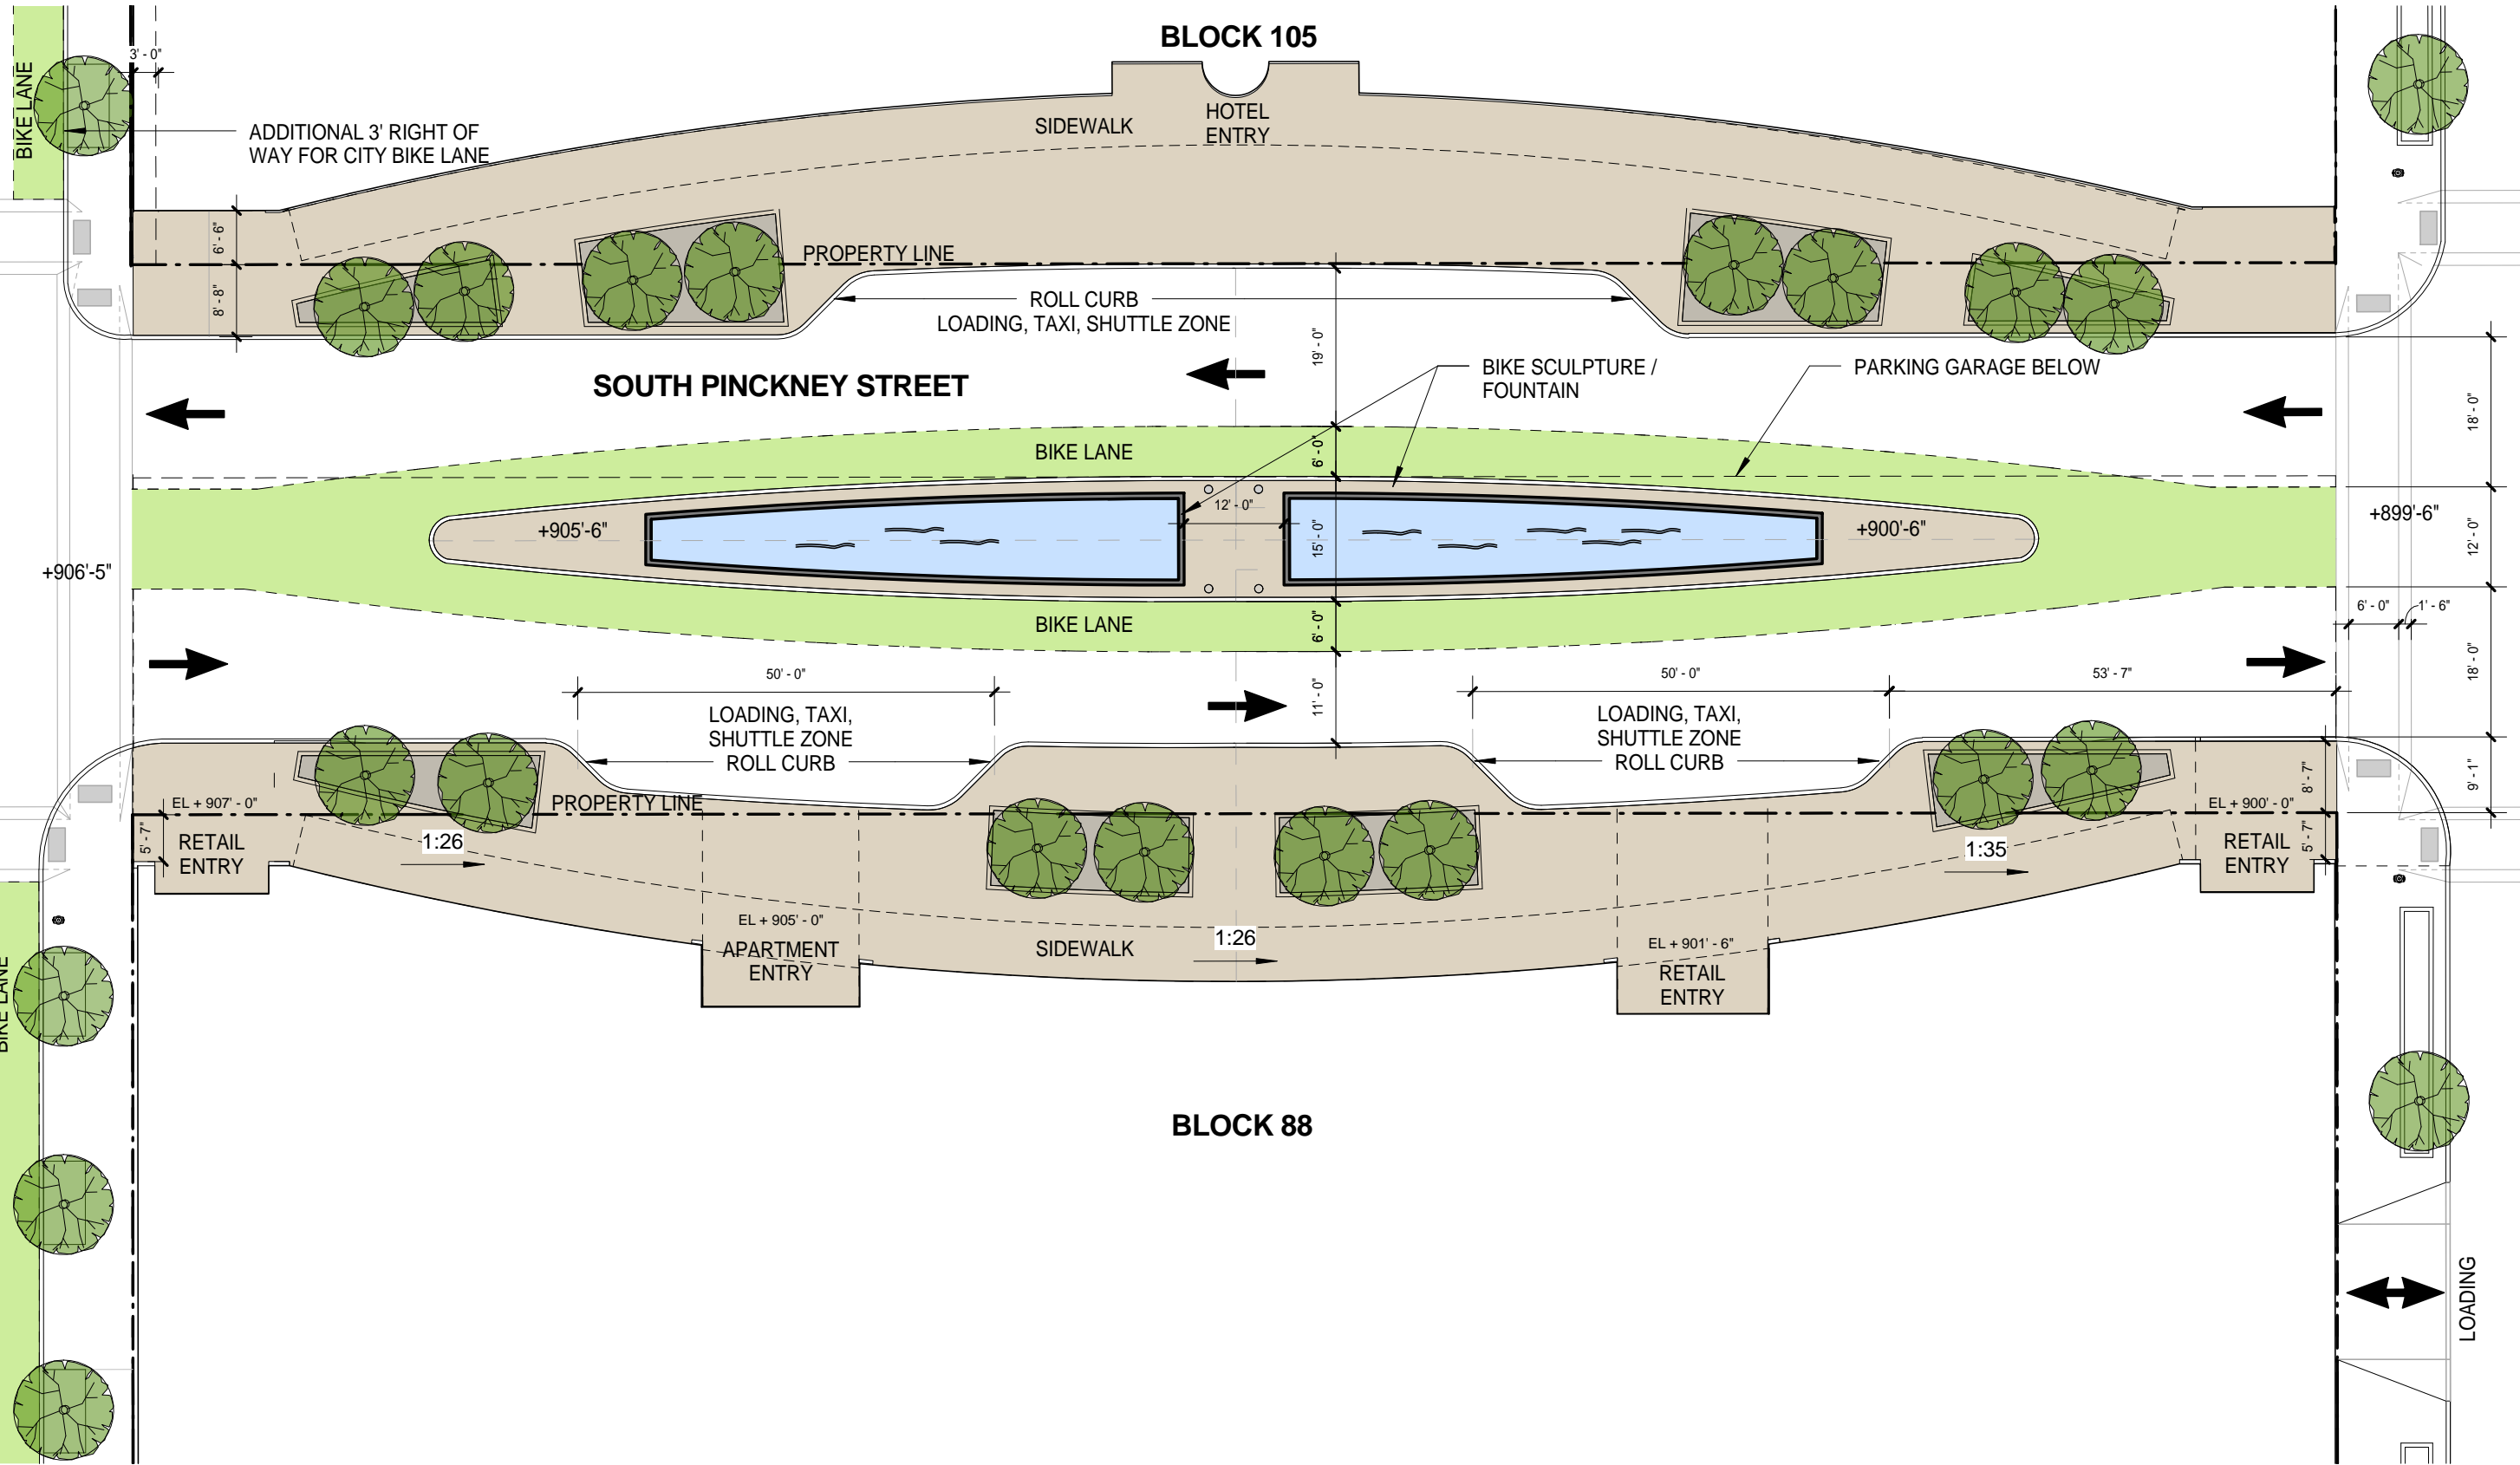 BLOCK 105
3' - 0"
BIKE LANE
ADDITIONAL 3' RIGHT OF
WAY FOR CITY BIKE LANE
SIDEWALK
HOTEL
ENTRY
6' - 6"
8' - 8"
PROPERTY LINE
ROLL CURB
LOADING, TAXI, SHUTTLE ZONE
19' - 0"
SOUTH PINCKNEY STREET
BIKE SCULPTURE /
FOUNTAIN
PARKING GARAGE BELOW
18' - 0"
BIKE LANE
6' - 0"
12' - 0"
+905'-6"
15' - 0"
+900'-6"
+899'-6"
12' - 0"
+906'-5"
BIKE LANE
6' - 0"
6' - 0"
1' - 6"
18' - 0"
50' - 0"
11' - 0"
50' - 0"
53' - 7"
LOADING, TAXI,
SHUTTLE ZONE
ROLL CURB
LOADING, TAXI,
SHUTTLE ZONE
ROLL CURB
8' - 7"
9' - 1"
EL + 907' - 0"
PROPERTY LINE
EL + 900' - 0"
5' - 7"
RETAIL
ENTRY
1:26
1:35
RETAIL
ENTRY
5' - 7"
EL + 905' - 0"
APARTMENT
ENTRY
SIDEWALK
1:26
EL + 901' - 6"
RETAIL
ENTRY
BIKE LANE
BLOCK 88
LOADING